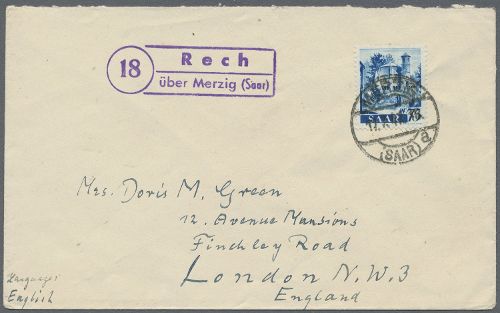 18
Rech
über Merzig (Saar)
SAAR 75
(SAAR) a
Mrs. Doris M. Green
12. Avenue Mansions
Finchley Road
London N.W.3
England
Language:
English